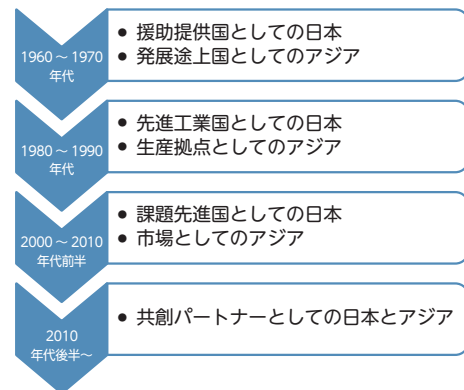 1960～1970
年代
• 援助提供国としての日本
• 発展途上国としてのアジア
1980～1990
年代
• 先進工業国としての日本
• 生産拠点としてのアジア
2000～2010
年代前半
• 課題先進国としての日本
• 市場としてのアジア
2010
年代後半～
• 共創パートナーとしての日本とアジア